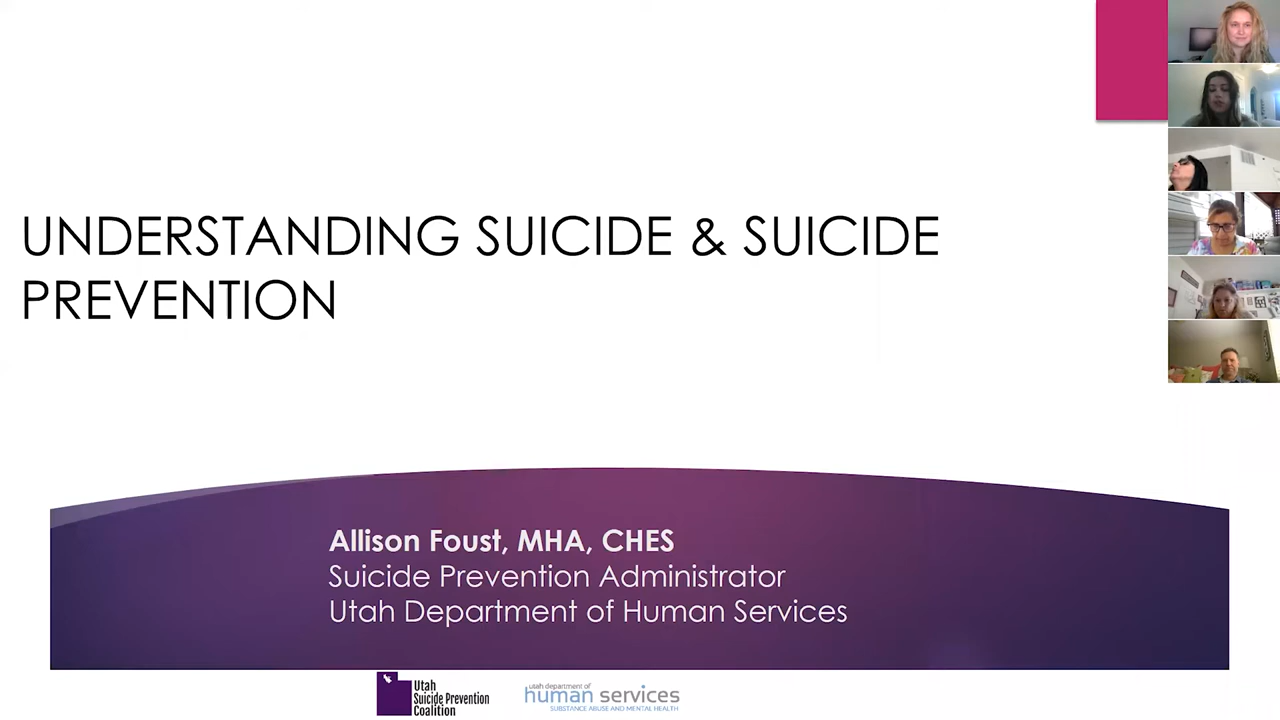 UNDERSTANDING SUICIDE & SUICIDE
PREVENTION
Allison Foust, MHA, CHES
Suicide Prevention Administrator
Utah Department of Human Services
Utah
Suicide Prevention
Coalition
utah department of
human services
SUBSTANCE ABUSE AND MENTAL HEALTH